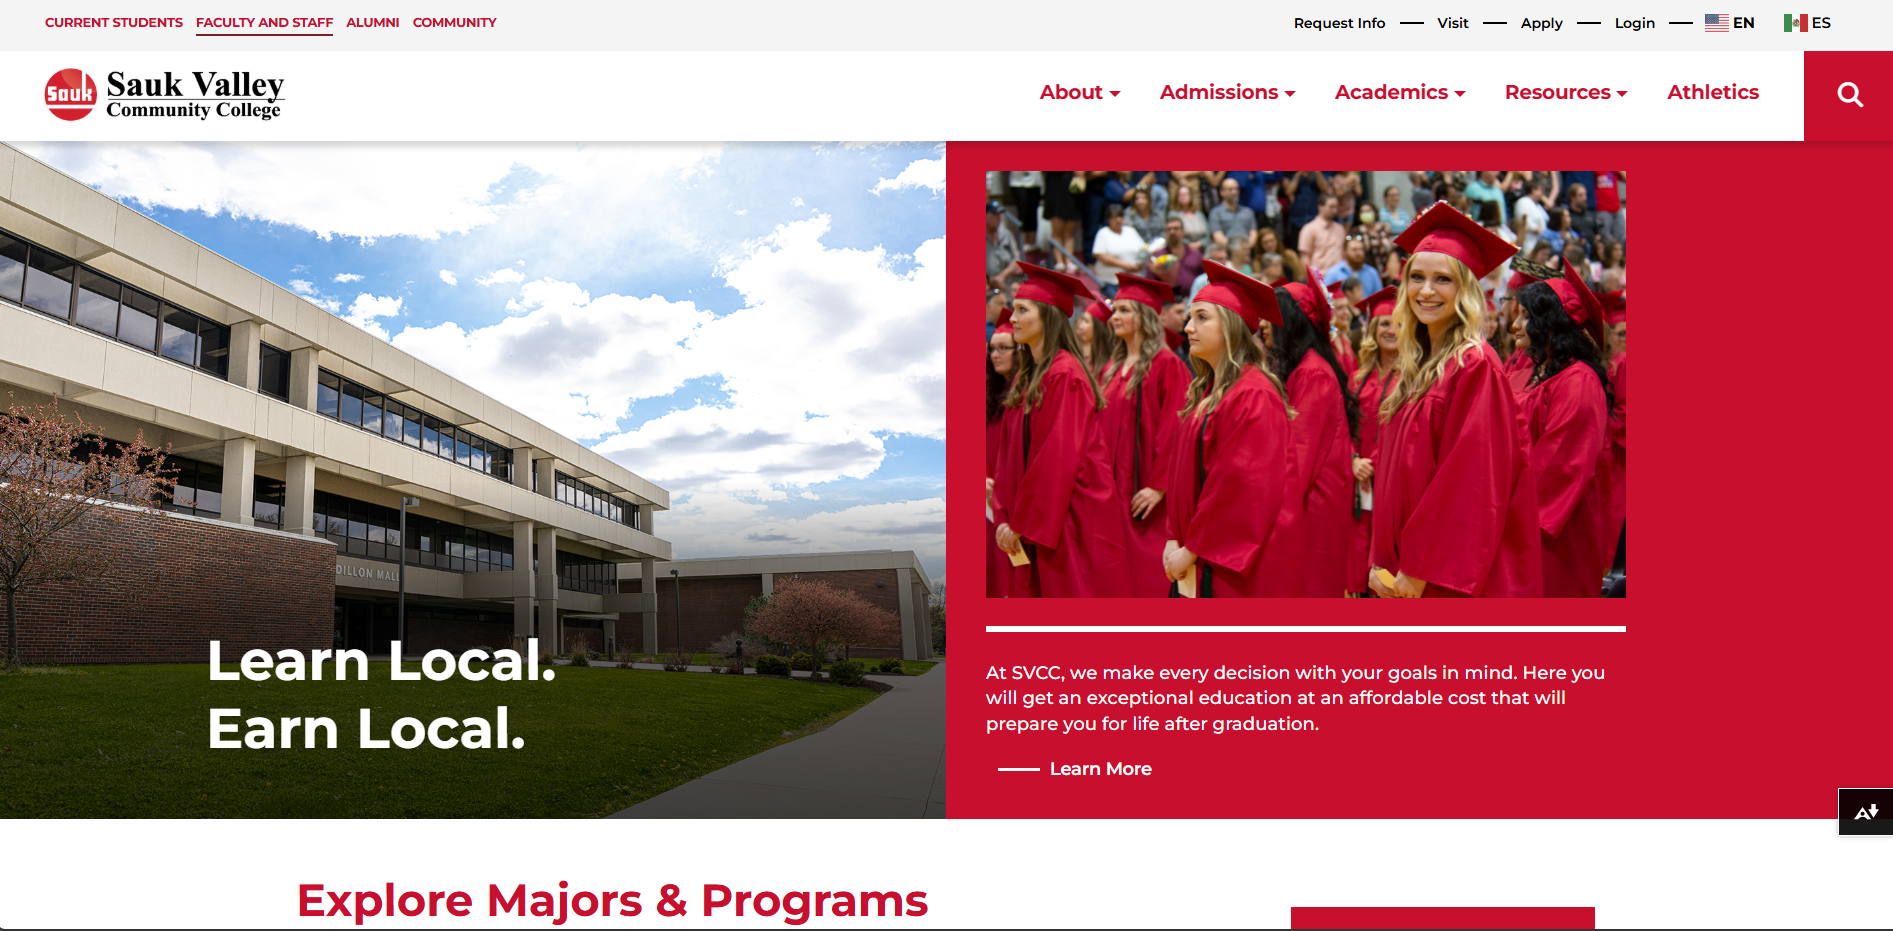 CURRENT STUDENTS FACULTY AND STAFF ALUMNI COMMUNITY
Request Info Visit Apply Login EN ES
Sauk
Sauk Valley
Community College
About Admissions Academics Resources Athletics
DILLON MALL
Learn Local.
Earn Local.
At SVCC, we make every decision with your goals in mind. Here you
will get an exceptional education at an affordable cost that will
prepare you for life after graduation.
Learn More
Explore Majors & Programs